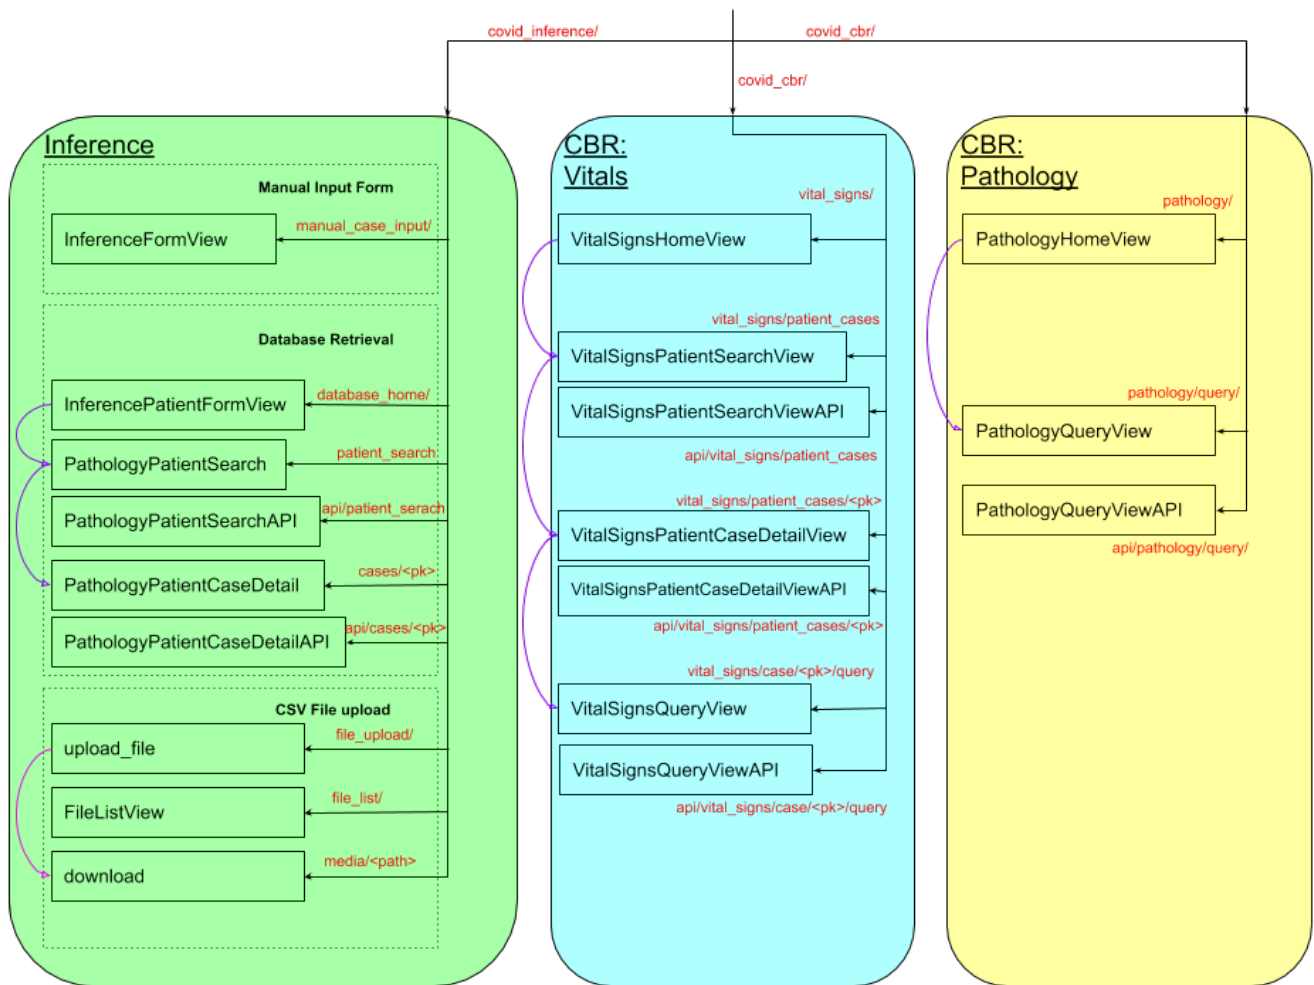 covid_inference/
covid_cbr/
covid_cbr/
Inference
Manual Input Form
manual_case_input/
InferenceFormView
Database Retrieval
database_home/
InferencePatientFormView
patient_search
PathologyPatientSearch
api/patient_serach
PathologyPatientSearchAPI
cases/<pk>
PathologyPatientCaseDetail
api/cases/<pk>
PathologyPatientCaseDetailAPI
CSV File upload
file_upload/
upload_file
file_list/
FileListView
media/<path>
download
CBR:
Vitals
vital_signs/
VitalSignsHomeView
vital_signs/patient_cases
VitalSignsPatientSearchView
VitalSignsPatientSearchViewAPI
api/vital_signs/patient_cases
vital_signs/patient_cases/<pk>
VitalSignsPatientCaseDetailView
VitalSignsPatientCaseDetailViewAPI
api/vital_signs/patient_cases/<pk>
vital_signs/case/<pk>/query
VitalSignsQueryView
VitalSignsQueryViewAPI
api/vital_signs/case/<pk>/query
CBR:
Pathology
pathology/
PathologyHomeView
pathology/query/
PathologyQueryView
PathologyQueryViewAPI
api/pathology/query/